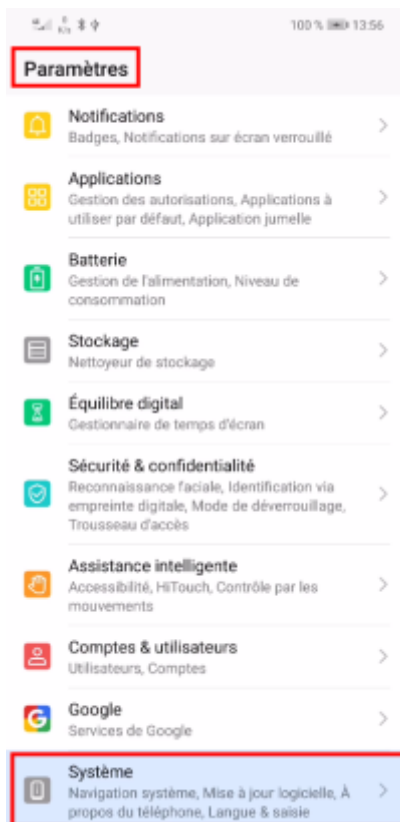 100 % 13:56
Paramètres
Notifications
Badges, Notifications sur écran verrouillé
Applications
Gestion des autorisations, Applications à
utiliser par défaut, Application jumelle
Batterie
Gestion de l'alimentation, Niveau de
consommation
Stockage
Nettoyeur de stockage
Équilibre digital
Gestionnaire de temps d'écran
Sécurité & confidentialité
Reconnaissance faciale, Identification via
empreinte digitale, Mode de déverrouillage,
Trousseau d'accès
Assistance intelligente
Accessibilité, HiTouch, Contrôle par les
mouvements
Comptes & utilisateurs
Utilisateurs, Comptes
Google
Services de Google
Système
Navigation système, Mise à jour logicielle, À
propos du téléphone, Langue & saisie